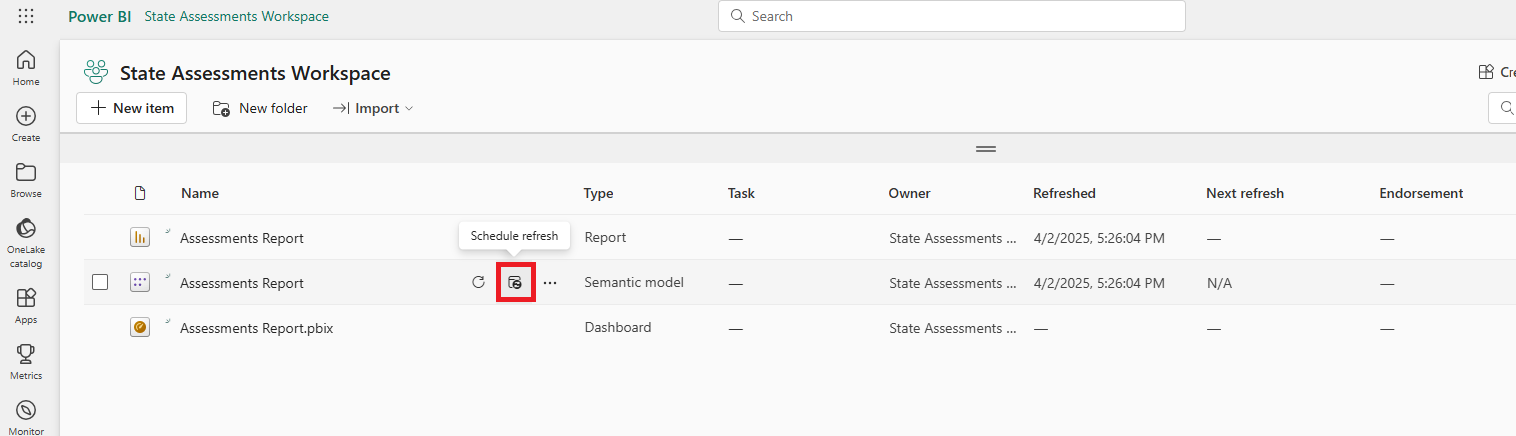 Power BI State Assessments Workspace Search
Home
Create
Browse
OneLake
catalog
Apps
Metrics
Monitor
State Assessments Workspace
Cre
+ New item New folder Import
Name Type Task Owner Refreshed Next refresh Endorsement
Schedule refresh
Assessments Report Report — State Assessments ... 4/2/2025, 5:26:04 PM — —
Assessments Report Semantic model — State Assessments ... 4/2/2025, 5:26:04 PM N/A —
Assessments Report.pbix Dashboard — State Assessments ... — — —